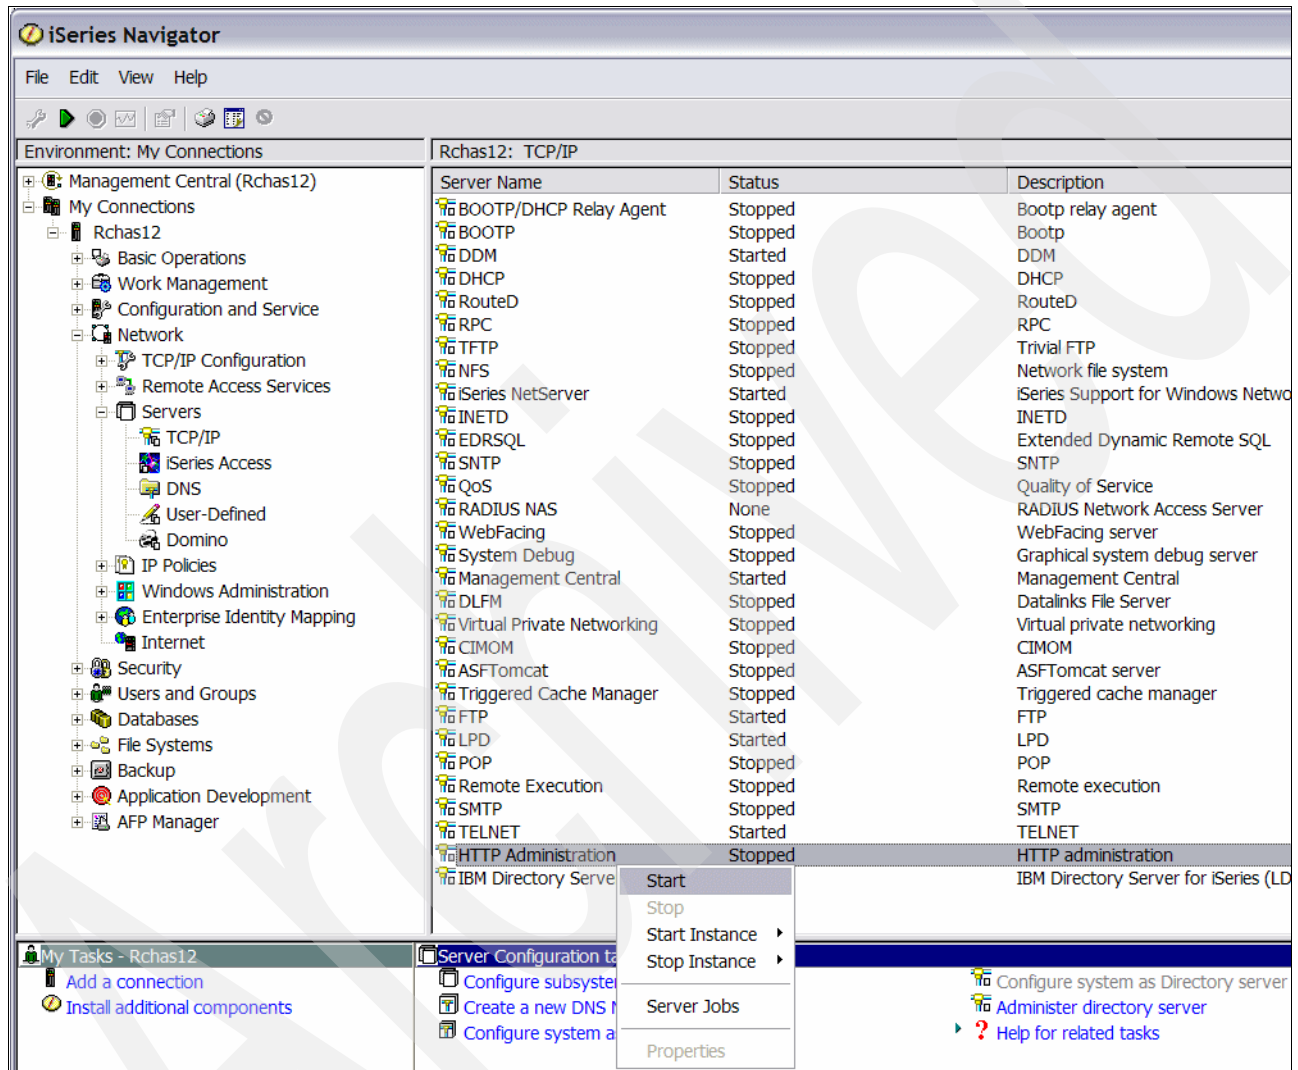 iSeries Navigator
File Edit View Help
Environment: My Connections
Rchas12: TCP/IP
Management Central (Rchas12)
My Connections
Rchas12
Basic Operations
Work Management
Configuration and Service
Network
TCP/IP Configuration
Remote Access Services
Servers
TCP/IP
iSeries Access
DNS
User-Defined
Domino
IP Policies
Windows Administration
Enterprise Identity Mapping
Internet
Security
Users and Groups
Databases
File Systems
Backup
Application Development
AFP Manager
Server Name Status Description
BOOTP/DHCP Relay Agent Stopped Bootp relay agent
BOOTP Stopped Bootp
DDM Started DDM
DHCP Stopped DHCP
RouteD Stopped RouteD
RPC Stopped RPC
TFTP Stopped Trivial FTP
NFS Stopped Network file system
iSeries NetServer Started iSeries Support for Windows Netwo
INETD Stopped INETD
EDRSQL Stopped Extended Dynamic Remote SQL
SNTP Stopped SNTP
QoS Stopped Quality of Service
RADIUS NAS None RADIUS Network Access Server
WebFacing Stopped WebFacing server
System Debug Stopped Graphical system debug server
Management Central Started Management Central
DLFM Stopped Datalinks File Server
Virtual Private Networking Stopped Virtual private networking
CIMOM Stopped CIMOM
ASFTomcat Stopped ASFTomcat server
Triggered Cache Manager Stopped Triggered cache manager
FTP Started FTP
LPD Started LPD
POP Stopped POP
Remote Execution Stopped Remote execution
SMTP Stopped SMTP
TELNET Started TELNET
HTTP Administration Stopped HTTP administration
IBM Directory Serve IBM Directory Server for iSeries (LD
Start
Stop
Start Instance
Stop Instance
Server Jobs
Properties
My Tasks - Rchas12
Add a connection
Install additional components
Server Configuration ta
Configure subsyste
Create a new DNS
Configure system a
Configure system as Directory server
Administer directory server
Help for related tasks
Archived